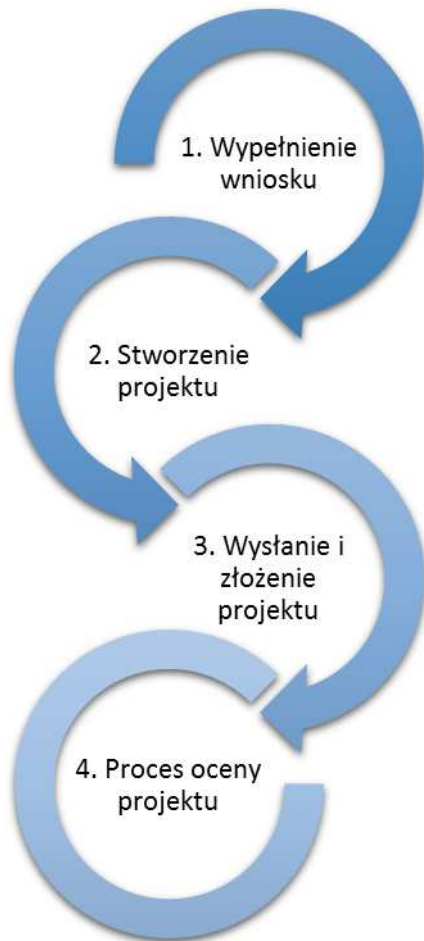 1. Wypełnienie
wniosku
2. Stworzenie
projektu
3. Wysłanie i
złożenie
projektu
4. Proces oceny
projektu